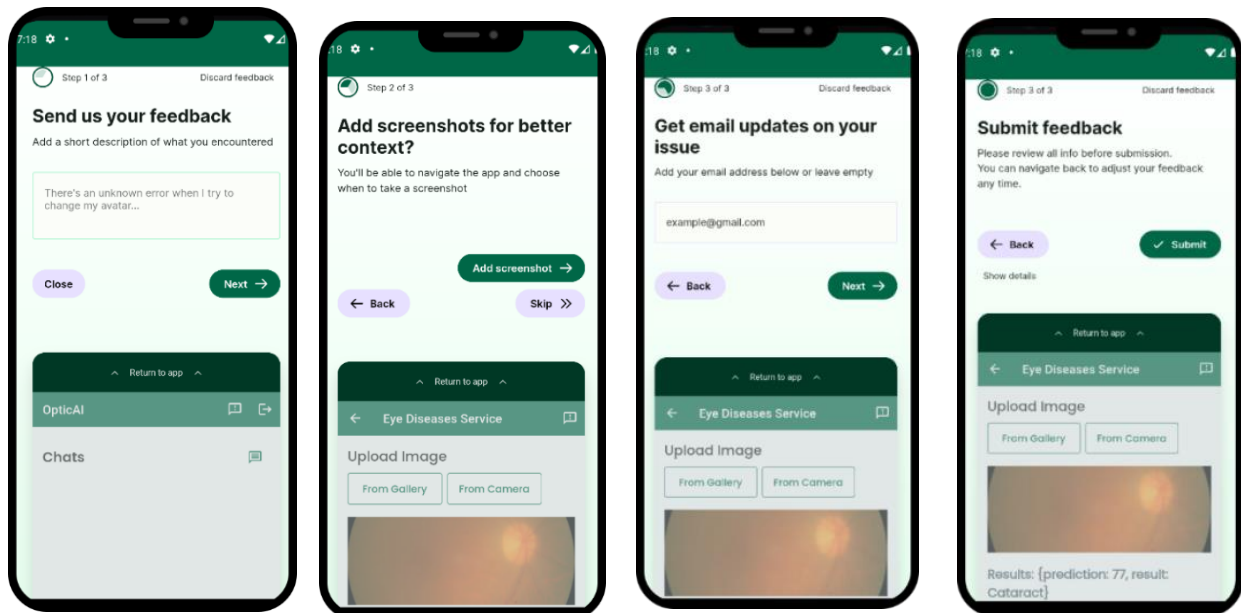 7:18
Step 1 of 3 Discard feedback
Send us your feedback
Add a short description of what you encountered
There's an unknown error when I try to
change my avatar...
Close Next
Return to app
OpticAI
Chats
:18
Step 2 of 3
Add screenshots for better
context?
You'll be able to navigate the app and choose
when to take a screenshot
Add screenshot
Back Skip
Return to app
Eye Diseases Service
Upload Image
From Gallery From Camera
:18
Step 3 of 3 Discard feedback
Get email updates on your
issue
Add your email address below or leave empty
example@gmail.com
Back Next
Return to app
Eye Diseases Service
Upload Image
From Gallery From Camera
:18
Step 3 of 3 Discard feedback
Submit feedback
Please review all info before submission.
You can navigate back to adjust your feedback
any time.
Back Submit
Show details
Return to app
Eye Diseases Service
Upload Image
From Gallery From Camera
Results: {prediction: 77, result:
Cataract}